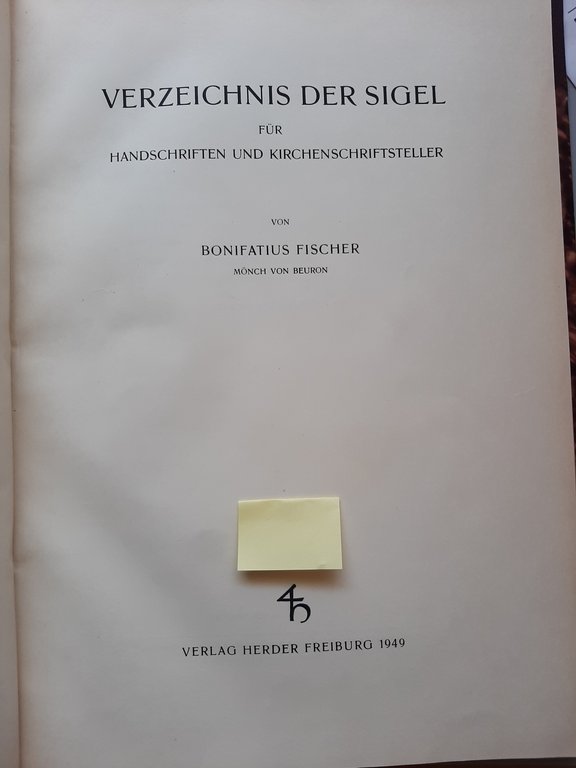 VERZEICHNIS DER SIGEL
FÜR
HANDSCHRIFTEN UND KIRCHENSCHRIFTSTELLER
VON
BONIFATIUS FISCHER
MÖNCH VON BEURON
VERLAG HERDER FREIBURG 1949